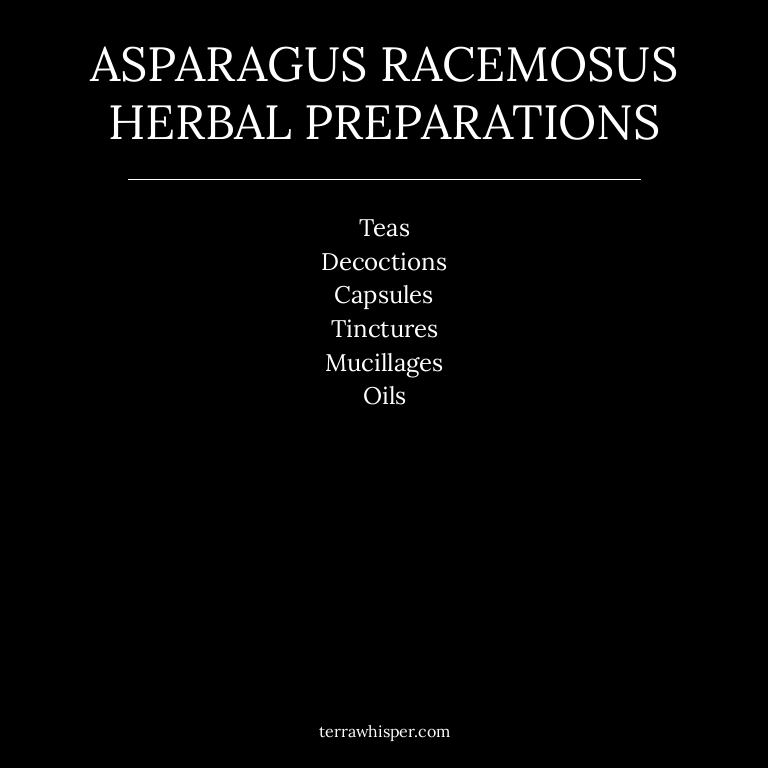 ASPARAGUS RACEMOSUS
HERBAL PREPARATIONS
Teas
Decoctions
Capsules
Tinctures
Mucillages
Oils
terrawhisper.com